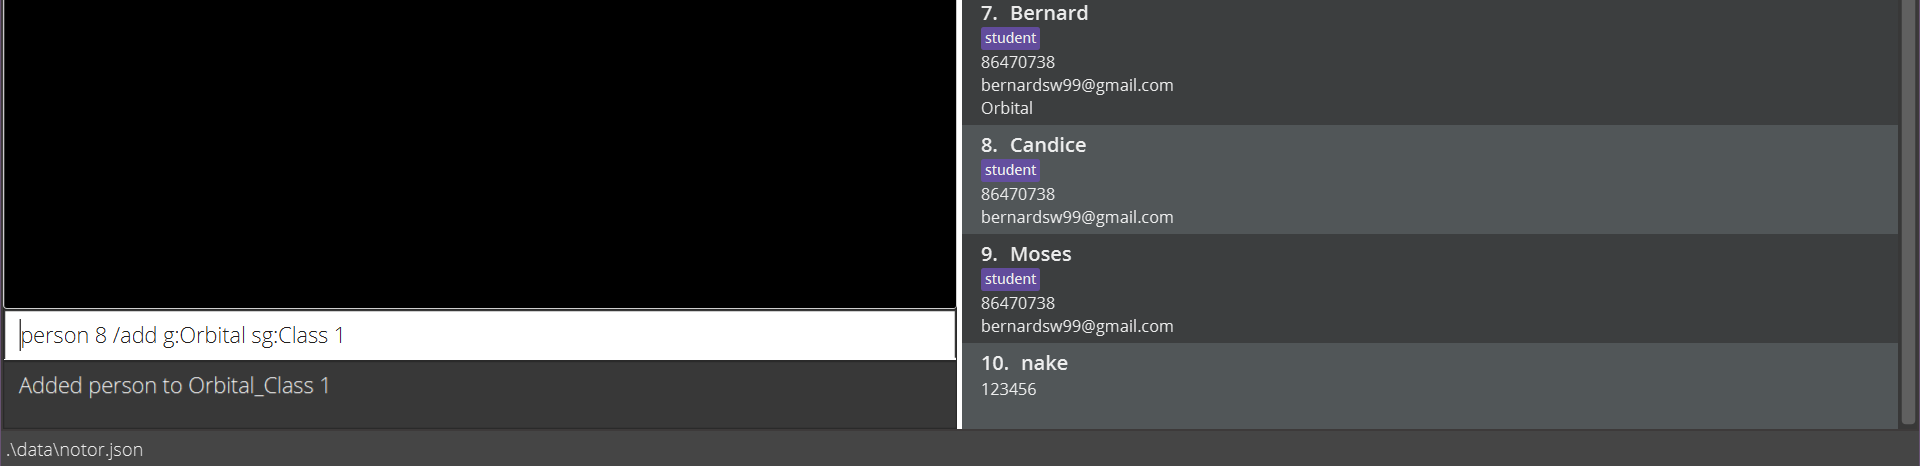 person 8 /add g:Orbital sg:Class 1
Added person to Orbital_Class 1
7. Bernard
student
86470738
bernardsw99@gmail.com
Orbital
8. Candice
student
86470738
bernardsw99@gmail.com
9. Moses
student
86470738
bernardsw99@gmail.com
10. nake
123456
.\data\notor.json